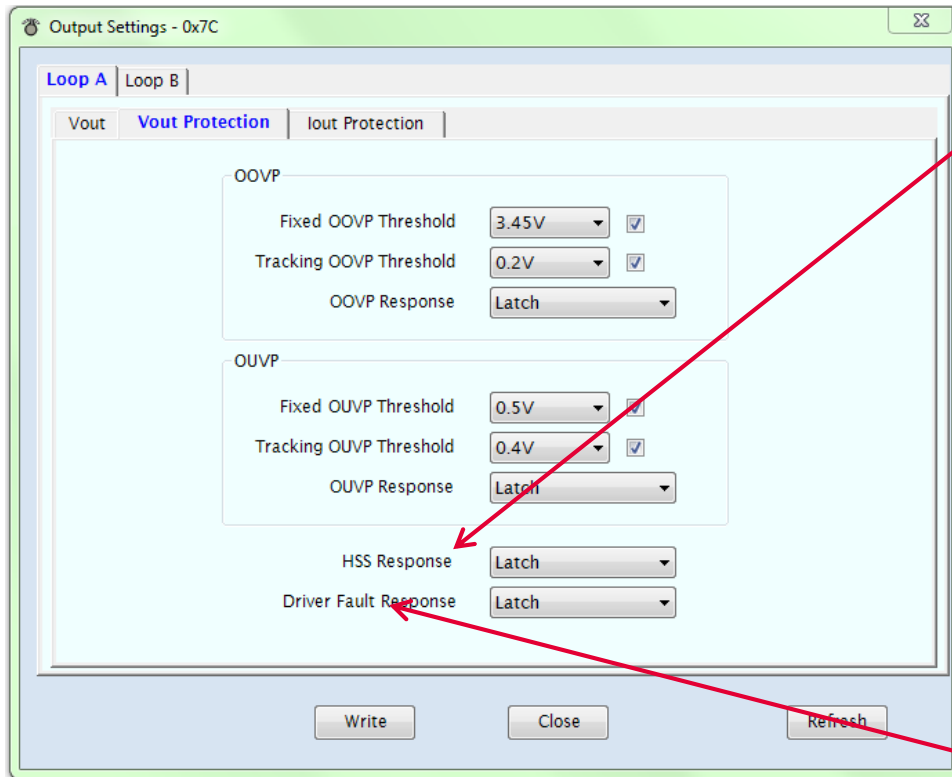 Output Settings - 0x7C
Loop A Loop B
Vout Vout Protection Iout Protection
OOVP
Fixed OOVP Threshold 3.45V
Tracking OOVP Threshold 0.2V
OOVP Response Latch
OUVP
Fixed OUVP Threshold 0.5V
Tracking OUVP Threshold 0.4V
OUVP Response Latch
HSS Response Latch
Driver Fault Response Latch
Write Close Refresh